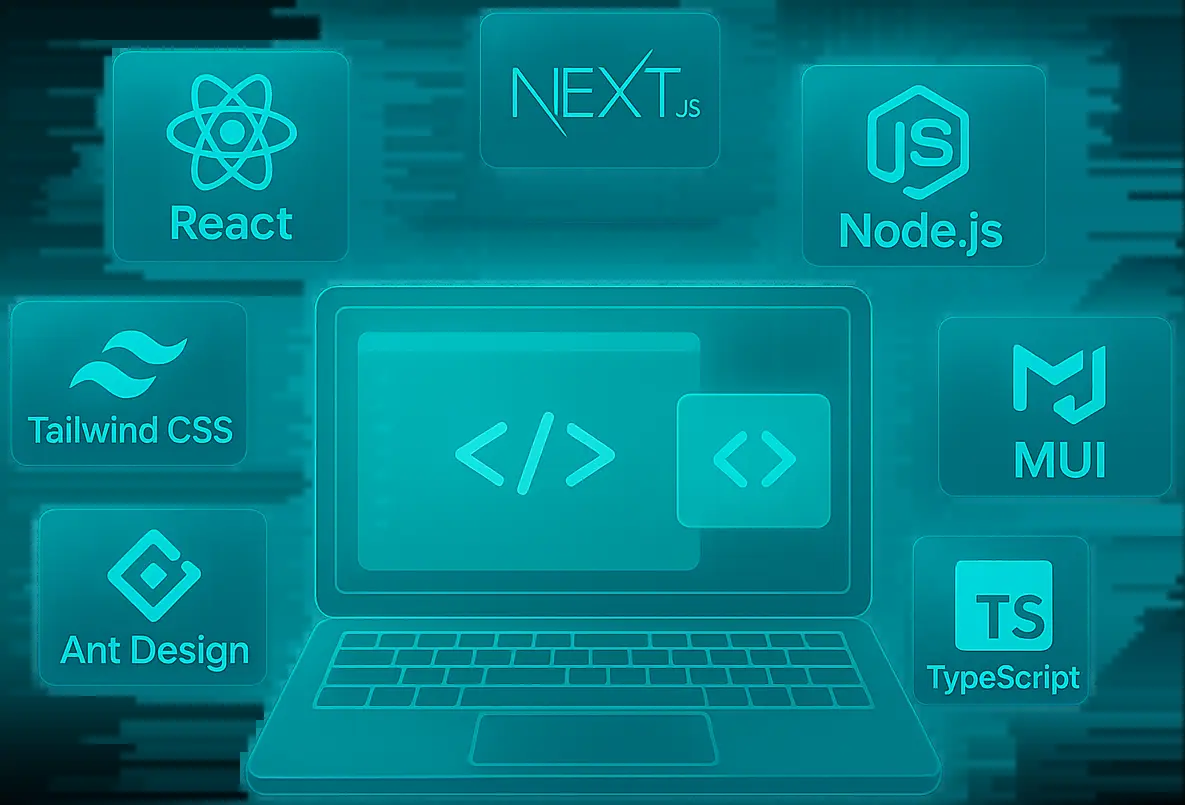 NEXT.JS
React
JS
Node.js
Tailwind CSS
</>
<>
MUI
Ant Design
TS
TypeScript